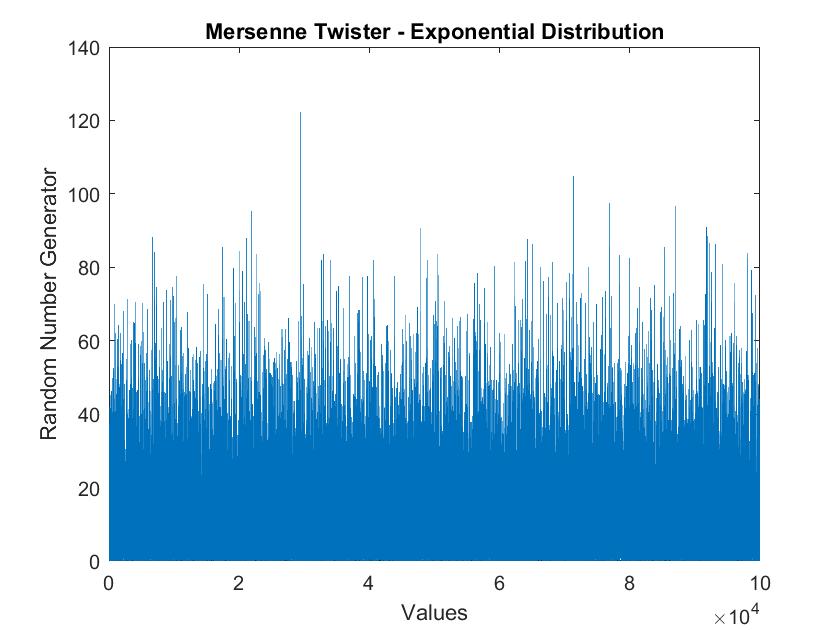 Mersenne Twister - Exponential Distribution
140
120
100
80
60
40
20
0
Random Number Generator
0 2 4 6 8 10
Values
×10^4